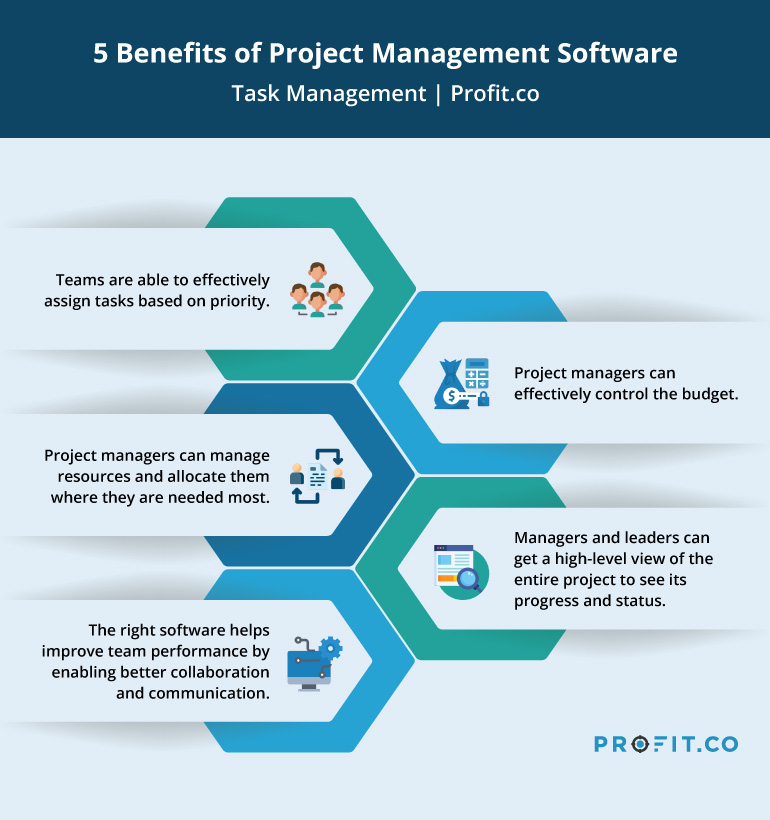 5 Benefits of Project Management Software
Task Management | Profit.co
Teams are able to effectively
assign tasks based on priority.
Project managers can
effectively control the budget.
Project managers can manage
resources and allocate them
where they are needed most.
Managers and leaders can
get a high-level view of the
entire project to see its
progress and status.
The right software helps
improve team performance by
enabling better collaboration
and communication.
PROFIT.CO